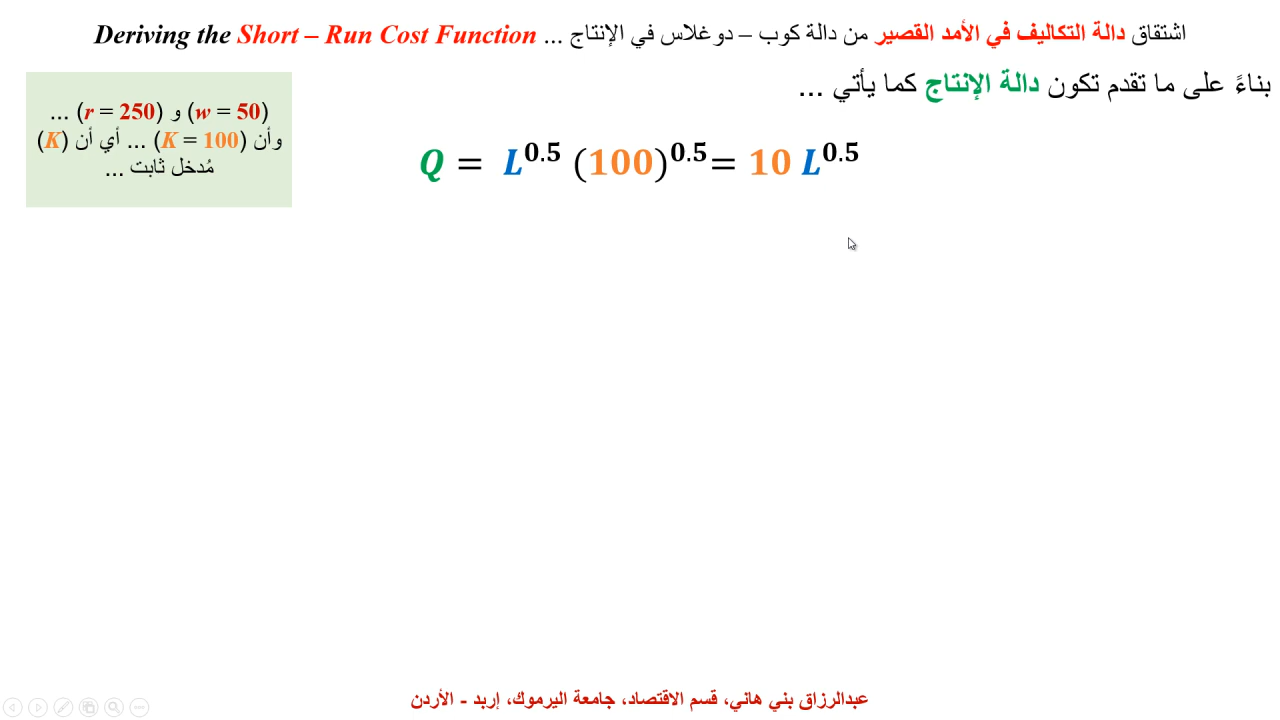 اشتقاق دالة التكاليف في الأمد القصير من دالة كوب – دوغلاس في الإنتاج ... Deriving the Short – Run Cost Function
بناءً على ما تقدم تكون دالة الإنتاج كما يأتي ...
(w = 50) و (r = 250) ...
وأن (K = 100) ... أي أن (K)
مُدخل ثابت ...
Q = L^0.5 (100)^0.5 = 10 L^0.5
عبدالرزاق بني هاني، قسم الاقتصاد، جامعة اليرموك، إربد - الأردن